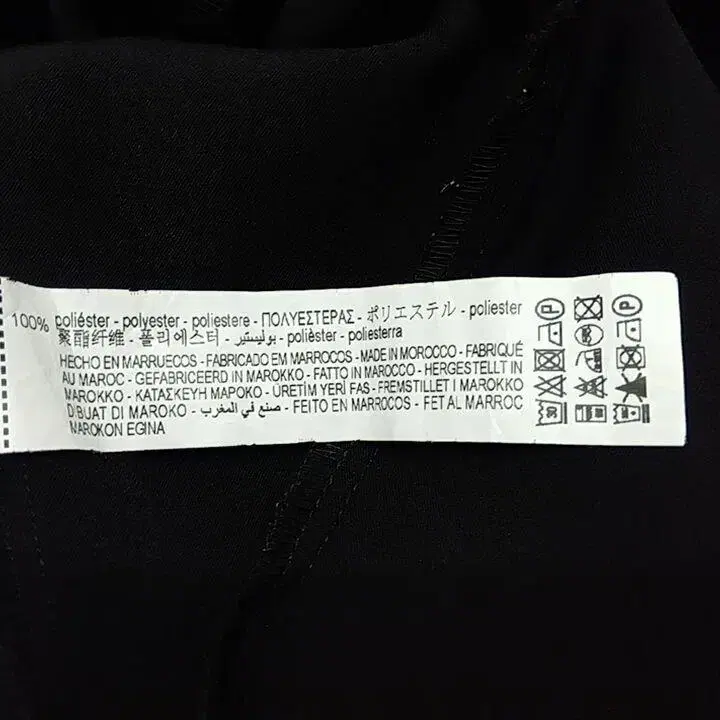 100% poliéster - polyester - poliestere - ΠΟΛΥΕΣΤΕΡΑΣ - ポリエステル - poliester
聚酯纤维 - 폴리에스터 - بوليستير - polièster - poliesterra
HECHO EN MARRUECOS - FABRICADO EM MARROCOS - MADE IN MOROCCO - FABRIQUÉ
AU MAROC - GEFABRICEERD IN MAROKKO - FATTO IN MAROCCO - HERGESTELLT IN
MAROKKO - ΚΑΤΑΣΚΕΥΗ ΜΑΡΟΚΟ - ÜRETİM YERİ FAS - FREMSTILLET I MAROKKO
DIBUAT DI MAROKO - صنع في المغرب - FEITO EN MARROCOS - FET AL MARROC
MAROKON EGINA